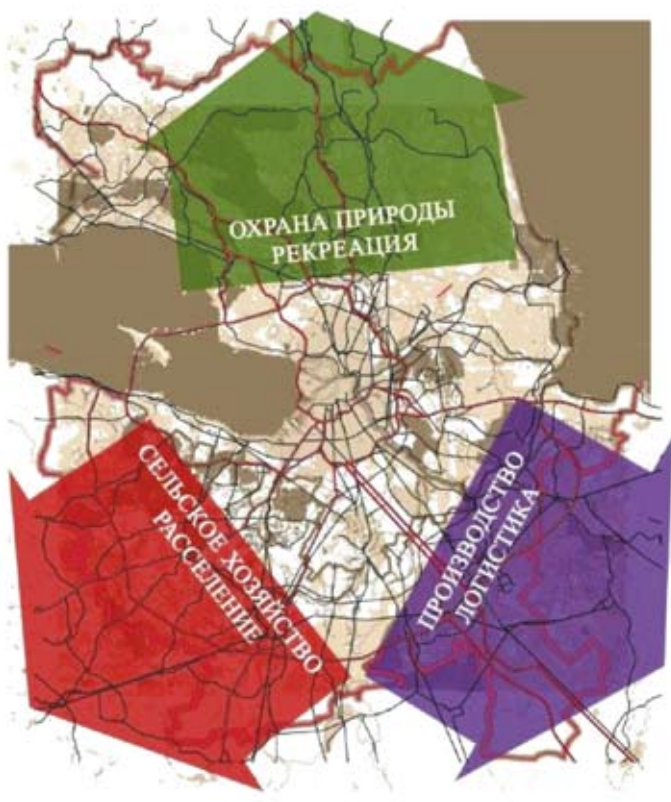 ОХРАНА ПРИРОДЫ
РЕКРЕАЦИЯ
СЕЛЬСКОЕ ХОЗЯЙСТВО
РАССЕЛЕНИЕ
ПРОИЗВОДСТВО
ЛОГИСТИКА